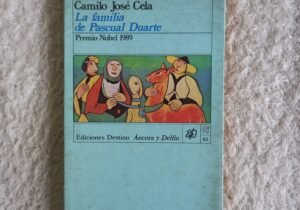 Camilo José Cela
La familia
de Pascual Duarte
Premio Nobel 1989
Ediciones Destino Áncora y Delfín